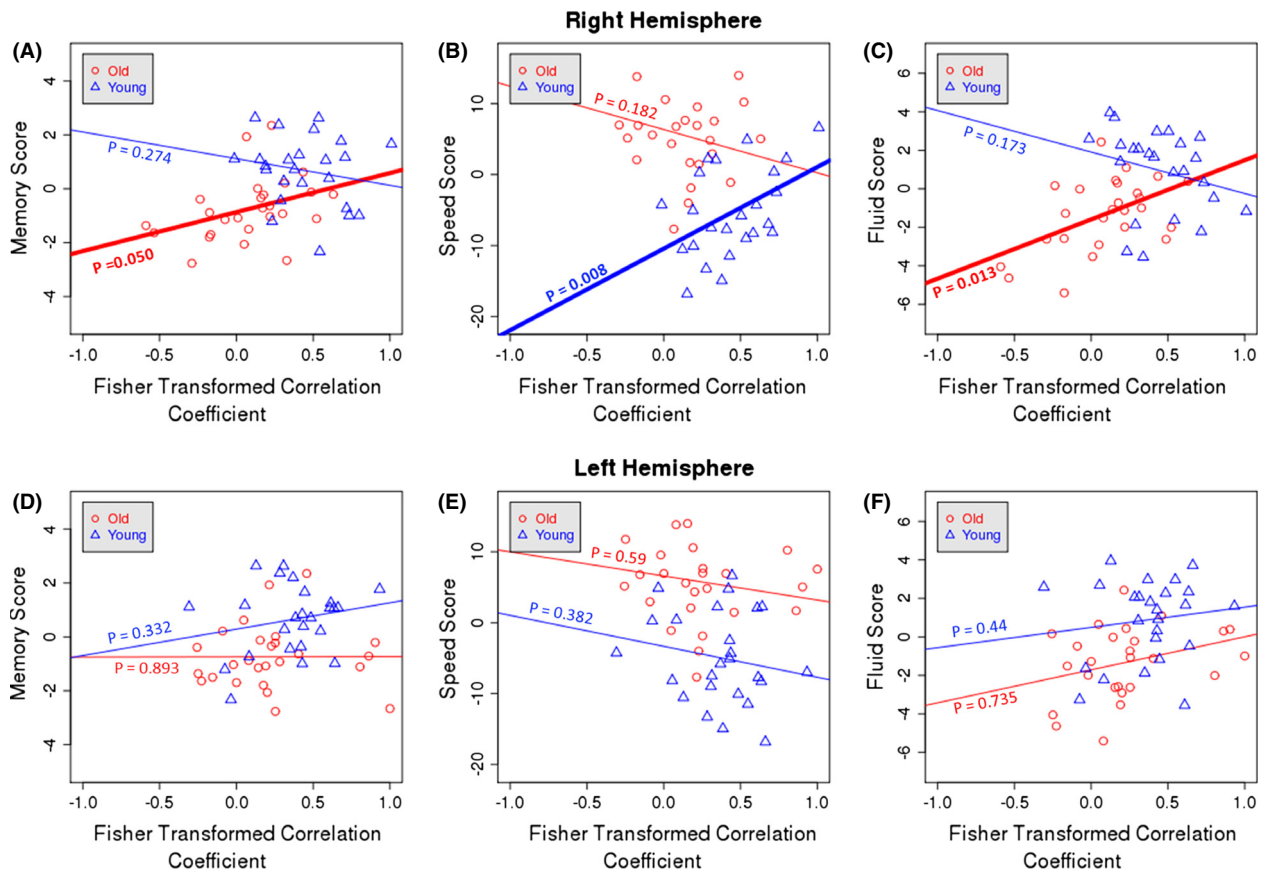 Right Hemisphere
(A)
Old
Young
P = 0.274
P =0.050
Memory Score
4
2
0
-2
-4
-1.0 -0.5 0.0 0.5 1.0
Fisher Transformed Correlation
Coefficient
(B)
Old
Young
P = 0.182
P = 0.008
Speed Score
10
0
-10
-20
-1.0 -0.5 0.0 0.5 1.0
Fisher Transformed Correlation
Coefficient
(C)
Old
Young
P = 0.173
P = 0.013
Fluid Score
6
4
2
0
-2
-4
-6
-1.0 -0.5 0.0 0.5 1.0
Fisher Transformed Correlation
Coefficient
Left Hemisphere
(D)
Old
Young
P = 0.332
P = 0.893
Memory Score
4
2
0
-2
-4
-1.0 -0.5 0.0 0.5 1.0
Fisher Transformed Correlation
Coefficient
(E)
Old
Young
P = 0.59
P = 0.382
Speed Score
10
0
-10
-20
-1.0 -0.5 0.0 0.5 1.0
Fisher Transformed Correlation
Coefficient
(F)
Old
Young
P = 0.44
P = 0.735
Fluid Score
6
4
2
0
-2
-4
-6
-1.0 -0.5 0.0 0.5 1.0
Fisher Transformed Correlation
Coefficient